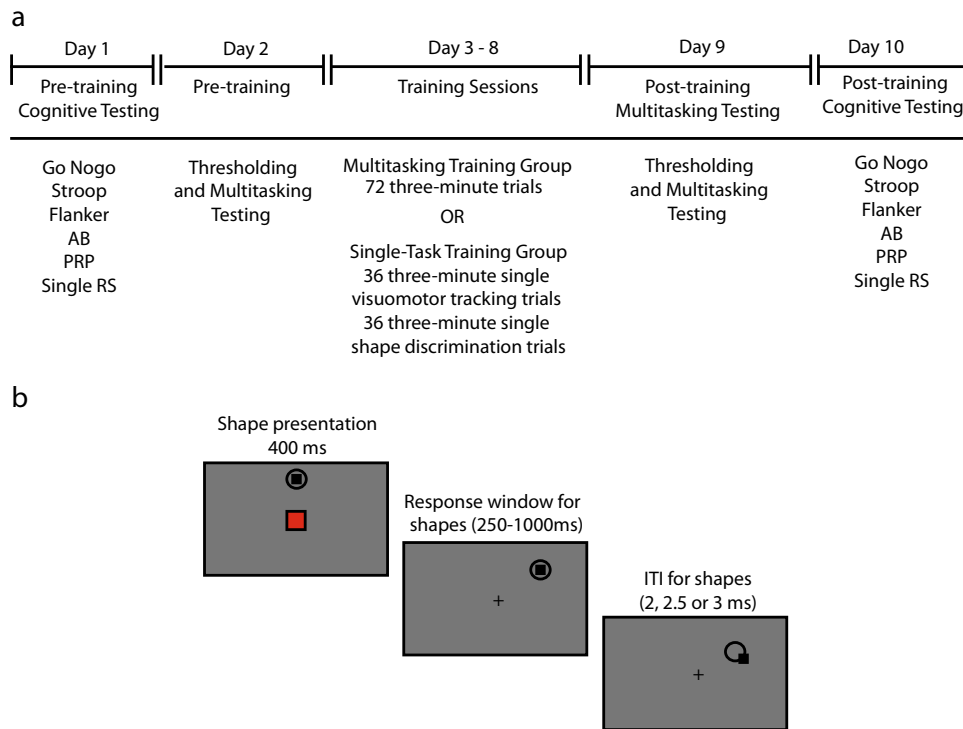 a
Day 1
Day 2
Day 3 - 8
Day 9
Day 10
Pre-training
Cognitive Testing
Pre-training
Training Sessions
Post-training
Multitasking Testing
Post-training
Cognitive Testing
Go Nogo
Stroop
Flanker
AB
PRP
Single RS
Thresholding
and Multitasking
Testing
Multitasking Training Group
72 three-minute trials
OR
Single-Task Training Group
36 three-minute single
visuomotor tracking trials
36 three-minute single
shape discrimination trials
Thresholding
and Multitasking
Testing
Go Nogo
Stroop
Flanker
AB
PRP
Single RS
b
Shape presentation
400 ms
Response window for
shapes (250-1000ms)
ITI for shapes
(2, 2.5 or 3 ms)